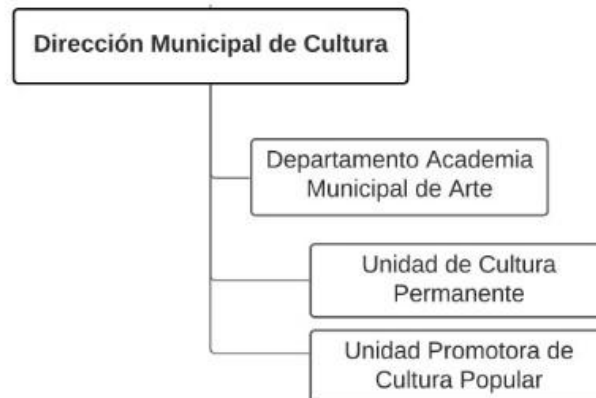 Dirección Municipal de Cultura
Departamento Academia
Municipal de Arte
Unidad de Cultura
Permanente
Unidad Promotora de
Cultura Popular